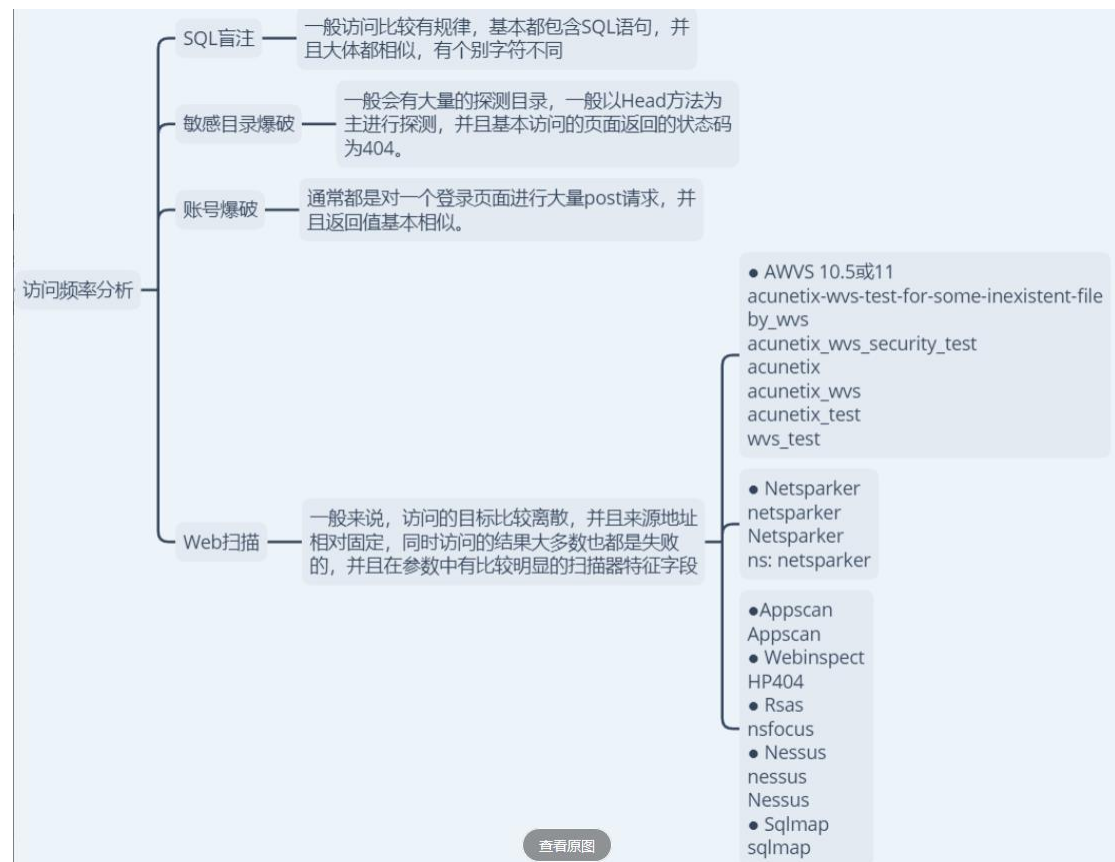 SQL盲注
一般访问比较有规律，基本都包含SQL语句，并
且大体都相似，有个别字符不同
敏感目录爆破
一般会有大量的探测目录，一般以Head方法为
主进行探测，并且基本访问的页面返回的状态码
为404。
账号爆破
通常都是对一个登录页面进行大量post请求，并
且返回值基本相似。
访问频率分析
Web扫描
一般来说，访问的目标比较离散，并且来源地址
相对固定，同时访问的结果大多数也都是失败
的，并且在参数中有比较明显的扫描器特征字段
● AWVS 10.5或11
acunetix-wvs-test-for-some-inexistent-file
by_wvs
acunetix_wvs_security_test
acunetix
acunetix_wvs
acunetix_test
wvs_test
● Netsparker
netsparker
Netsparker
ns: netsparker
●Appscan
Appscan
● Webinspect
HP404
● Rsas
nsfocus
● Nessus
nessus
Nessus
● Sqlmap
sqlmap
查看原图